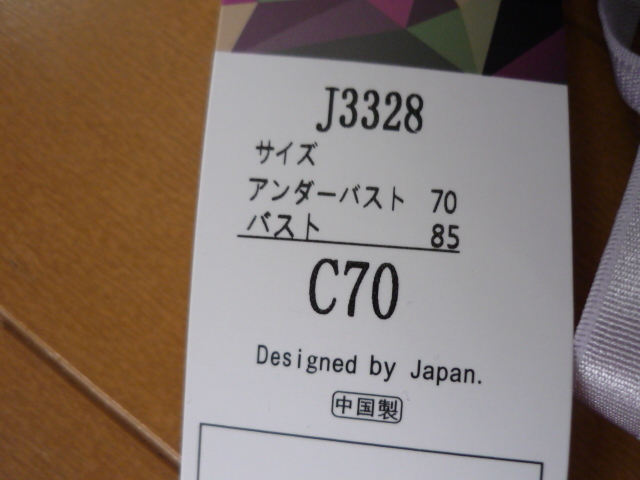 J3328
サイズ
アンダーバスト 70
バスト 85
C70
Designed by Japan.
中国製